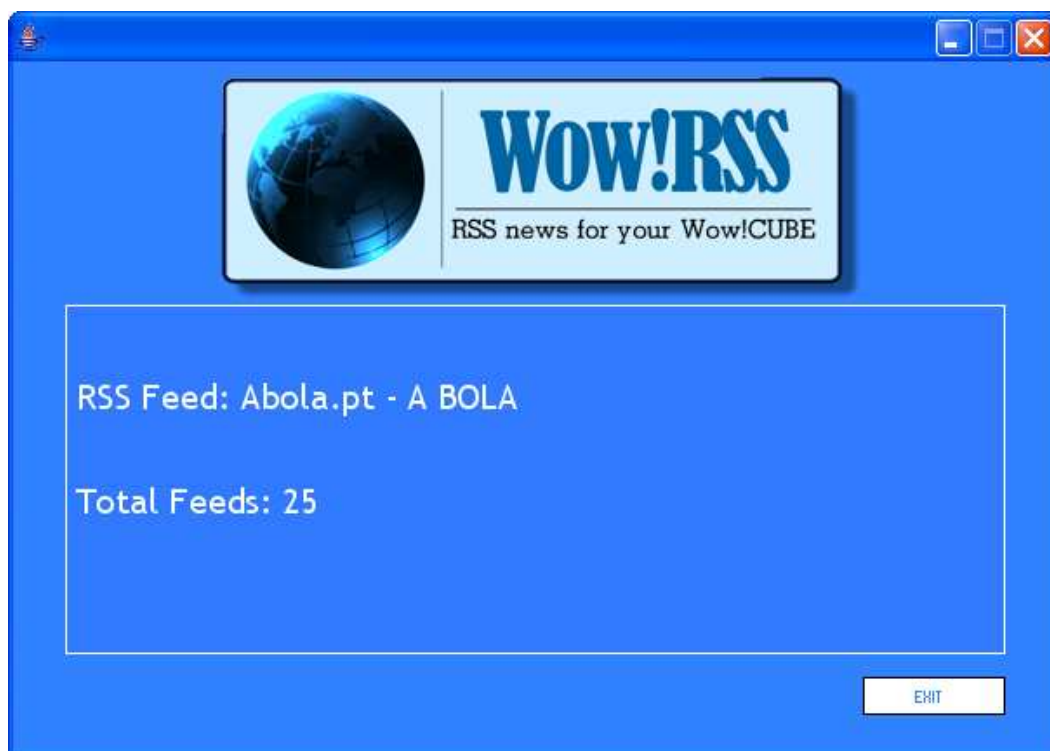 Wow!RSS
RSS news for your Wow!CUBE
RSS Feed: Abola.pt - A BOLA
Total Feeds: 25
EXIT